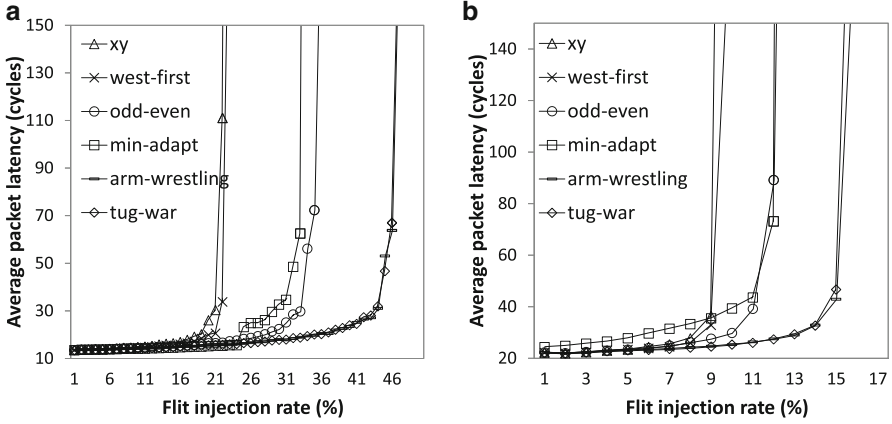 a
150
130
110
90
70
50
30
10
Average packet latency (cycles)
xy
west-first
odd-even
min-adapt
arm-wrestling
tug-war
1 6 11 16 21 26 31 36 41 46
Flit injection rate (%)
b
140
120
100
80
60
40
20
Average packet latency (cycles)
xy
west-first
odd-even
min-adapt
arm-wrestling
tug-war
1 3 5 7 9 11 13 15 17
Flit injection rate (%)